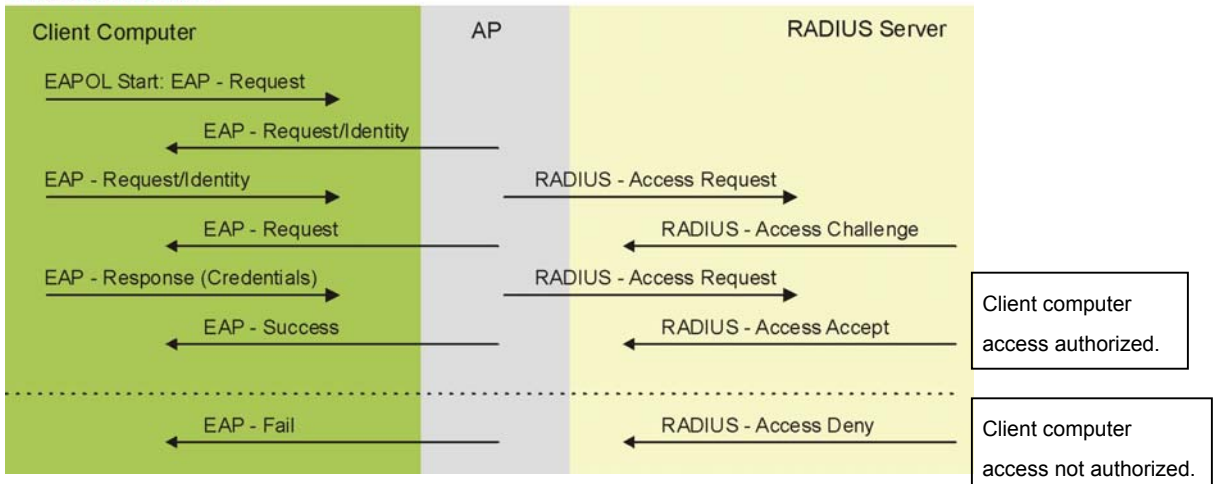 Client Computer
AP
RADIUS Server
EAPOL Start: EAP - Request
EAP - Request/Identity
EAP - Request/Identity
RADIUS - Access Request
EAP - Request
RADIUS - Access Challenge
EAP - Response (Credentials)
RADIUS - Access Request
EAP - Success
RADIUS - Access Accept
Client computer
access authorized.
EAP - Fail
RADIUS - Access Deny
Client computer
access not authorized.